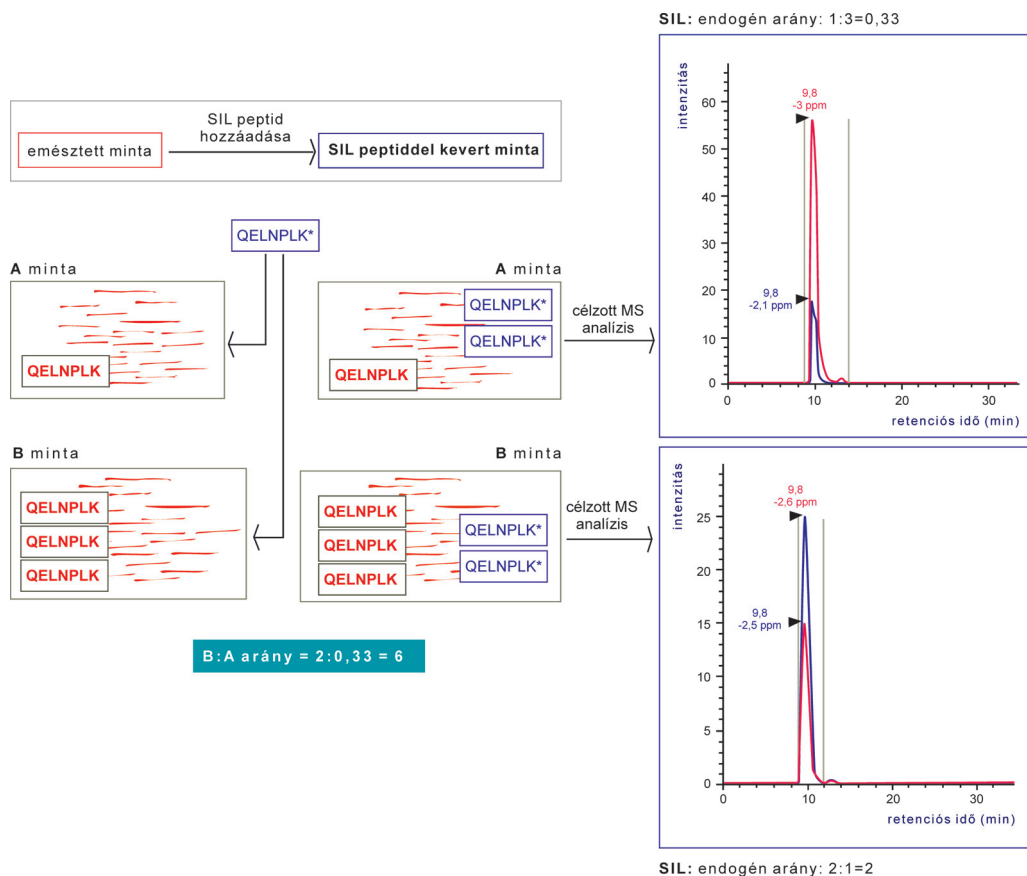 SIL: endogén arány: 1:3=0,33
SIL peptid
hozzáadása
emésztett minta
SIL peptiddel kevert minta
QELNPLK*
A minta
QELNPLK
A minta
QELNPLK*
QELNPLK*
QELNPLK
célzott MS
analízis
intenzitás
60
50
40
30
20
10
0
9,8
-3 ppm
9,8
-2,1 ppm
0
10
20
30
retenciós idő (min)
B minta
QELNPLK
QELNPLK
QELNPLK
B minta
QELNPLK
QELNPLK
QELNPLK
QELNPLK*
QELNPLK*
célzott MS
analízis
B:A arány = 2:0,33 = 6
intenzitás
25
20
15
10
5
0
9,8
-2,6 ppm
9,8
-2,5 ppm
0
10
20
30
retenciós idő (min)
SIL: endogén arány: 2:1=2